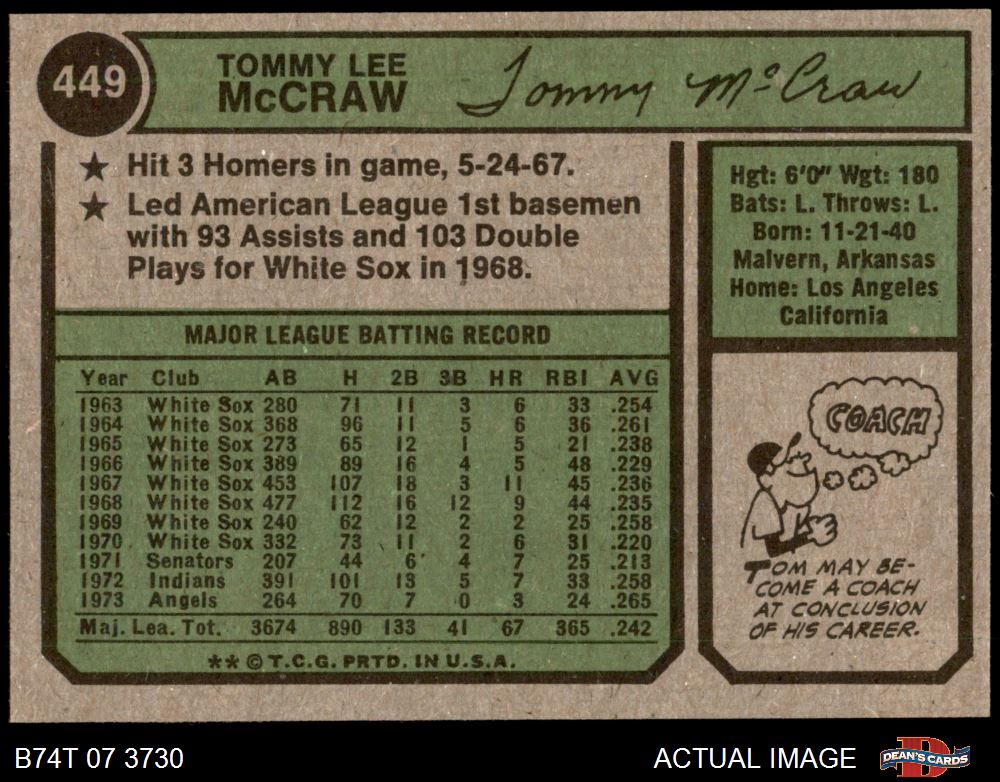 449
TOMMY LEE
McCRAW
Tommy McCraw
★ Hit 3 Homers in game, 5-24-67.
★ Led American League 1st basemen
with 93 Assists and 103 Double
Plays for White Sox in 1968.
Hgt: 6'0" Wgt: 180
Bats: L. Throws: L.
Born: 11-21-40
Malvern, Arkansas
Home: Los Angeles
California
MAJOR LEAGUE BATTING RECORD
Year Club AB H 2B 3B HR RBI AVG
1963 White Sox 280 71 11 3 6 33 .254
1964 White Sox 368 96 11 5 6 36 .261
1965 White Sox 273 65 12 1 5 21 .238
1966 White Sox 389 89 16 4 5 48 .229
1967 White Sox 453 107 18 3 11 45 .236
1968 White Sox 477 112 16 12 9 44 .235
1969 White Sox 240 62 12 2 2 25 .258
1970 White Sox 332 73 11 2 6 31 .220
1971 Senators 207 44 6 4 7 25 .213
1972 Indians 391 101 13 5 7 33 .258
1973 Angels 264 70 7 0 3 24 .265
Maj. Lea. Tot. 3674 890 133 41 67 365 .242
** © T.C.G. PRTD. IN U.S.A.
COACH
TOM MAY BE-
COME A COACH
AT CONCLUSION
OF HIS CAREER.
B74T 07 3730
ACTUAL IMAGE
DEAN'S CARDS